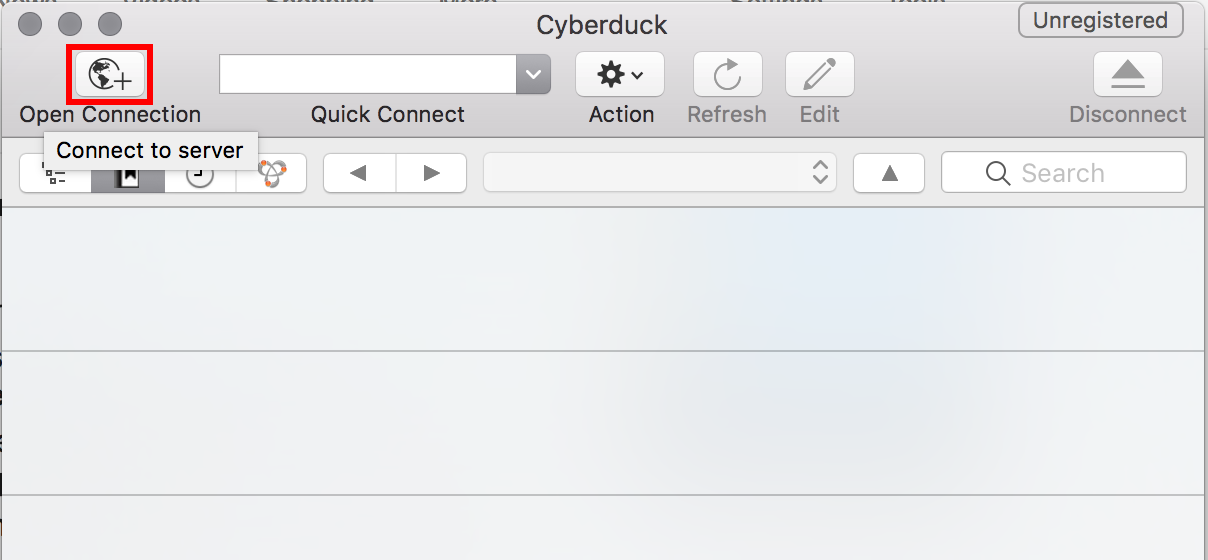 Cyberduck
Unregistered
Open Connection
Quick Connect
Action
Refresh
Edit
Disconnect
Connect to server
Search